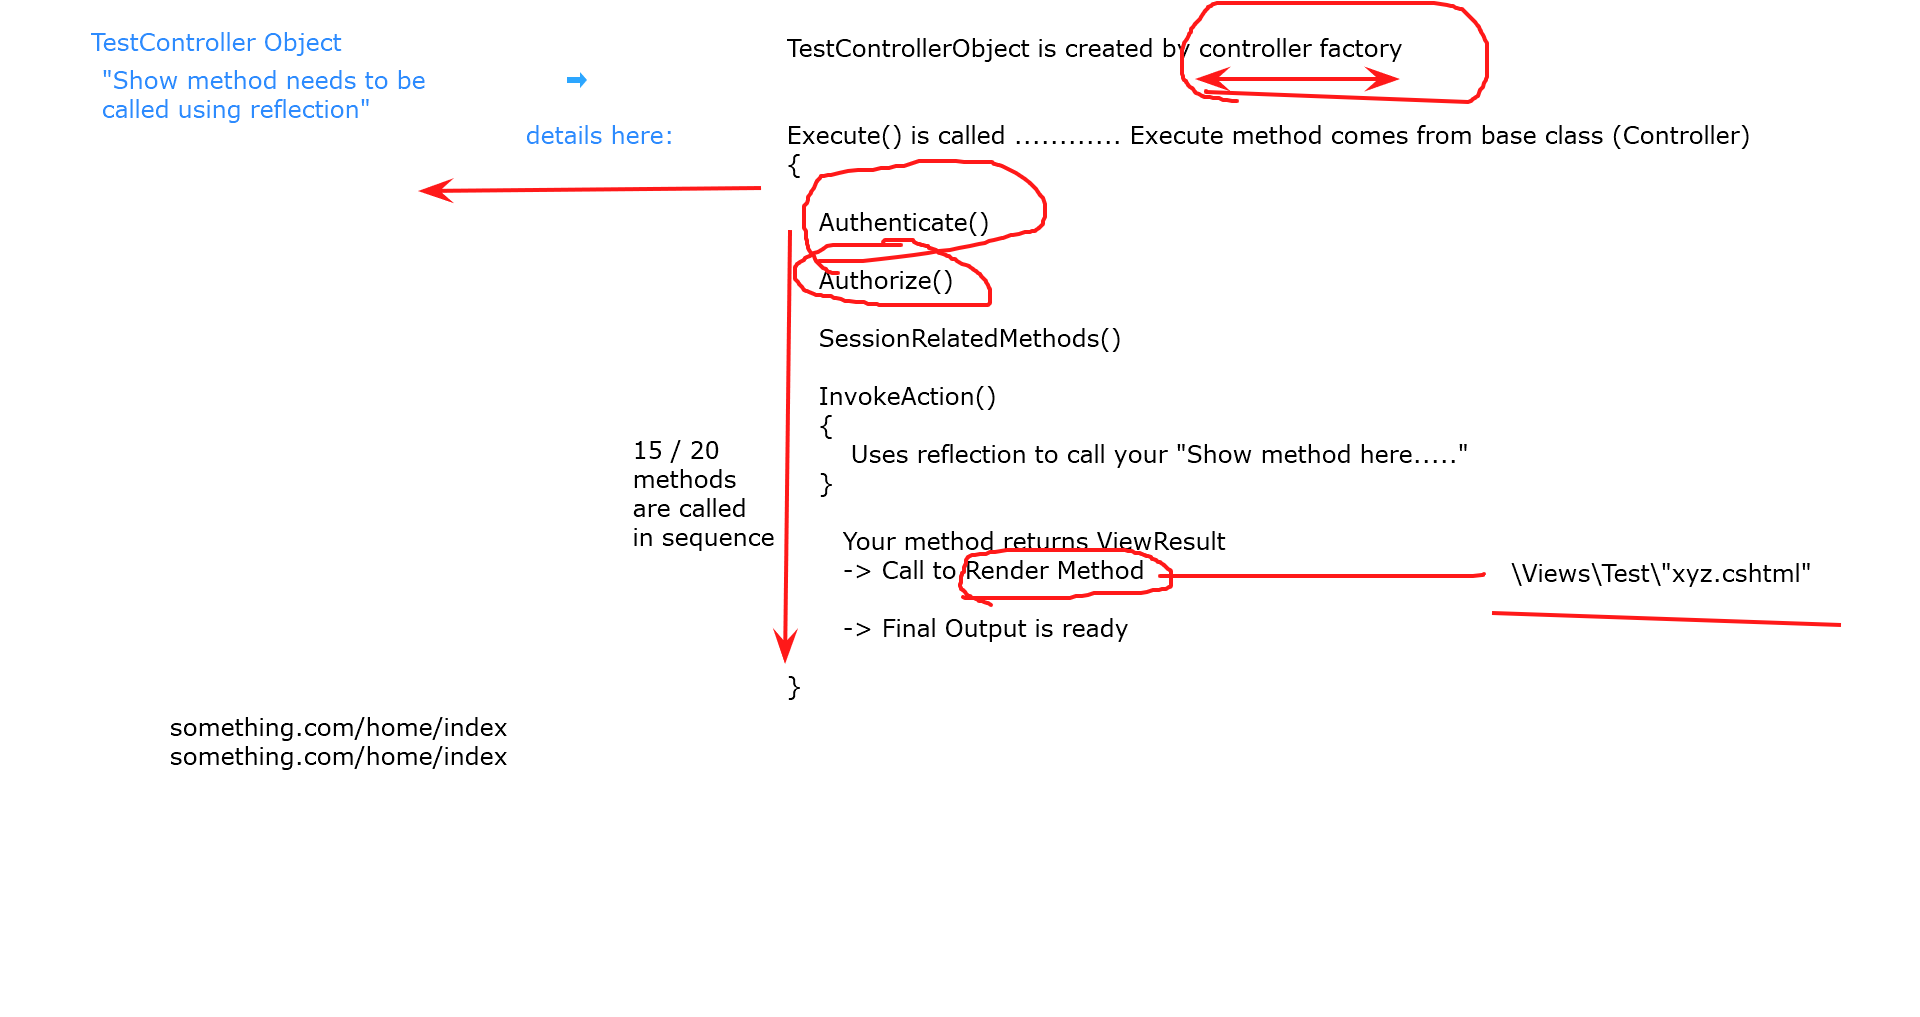 TestController Object
"Show method needs to be
called using reflection"
➡
details here:
TestControllerObject is created by controller factory
Execute() is called ............ Execute method comes from base class (Controller)
{
Authenticate()
Authorize()
SessionRelatedMethods()
InvokeAction()
{
Uses reflection to call your "Show method here....."
}
15 / 20
methods
are called
in sequence
Your method returns ViewResult
-> Call to Render Method
\Views\Test\"xyz.cshtml"
-> Final Output is ready
}
something.com/home/index
something.com/home/index